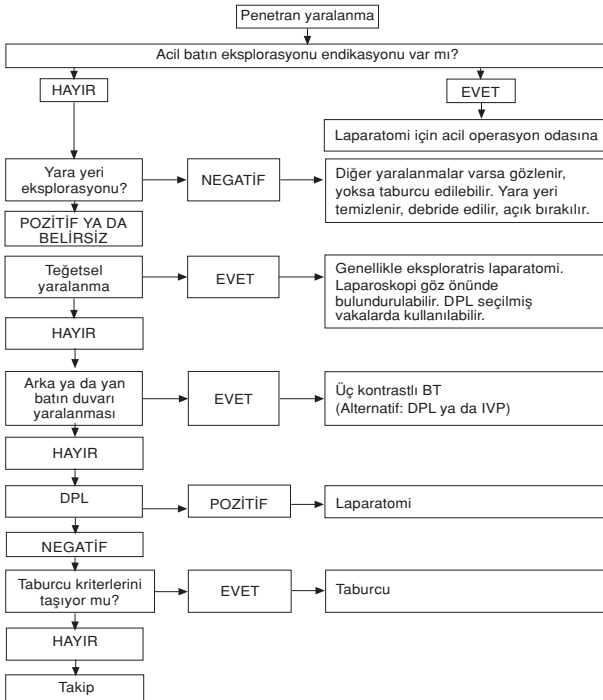 Penetran yaralanma
Acil batın eksplorasyonu endikasyonu var mı?
HAYIR
EVET
Laparatomi için acil operasyon odasına
Yara yeri
eksplorasyonu?
NEGATİF
Diğer yaralanmalar varsa gözlenir,
yoksa taburcu edilebilir. Yara yeri
temizlenir, debride edilir, açık bırakılır.
POZİTİF YA DA
BELİRSİZ
Teğetsel
yaralanma
EVET
Genellikle eksploratris laparatomi.
Laparoskopi göz önünde
bulundurulabilir. DPL seçilmiş
vakalarda kullanılabilir.
HAYIR
Arka ya da yan
batın duvarı
yaralanması
EVET
Üç kontrastlı BT
(Alternatif: DPL ya da IVP)
HAYIR
DPL
POZİTİF
Laparatomi
NEGATİF
Taburcu kriterlerini
taşıyor mu?
EVET
Taburcu
HAYIR
Takip